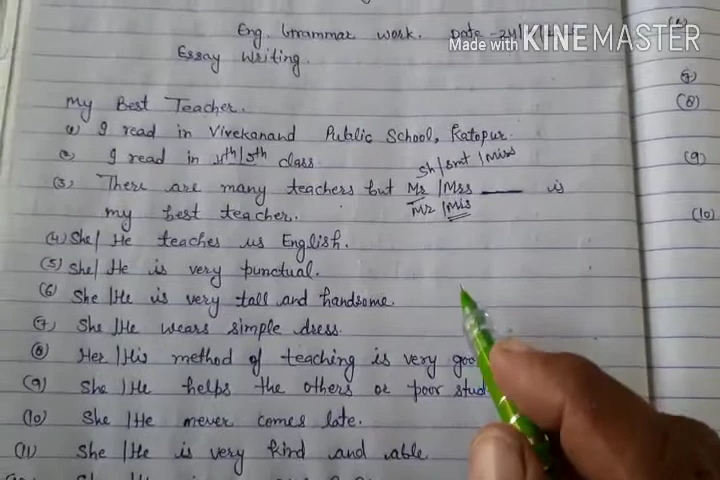 Eng. Grammar work. Date -24
Made with KINEMASTER
Essay Writing.
My Best Teacher.
(1) I read in Vivekanand Public School, Ratopur.
(2) I read in 4th/5th class.
Sh/Smt/Miss
(3) There are many teachers but Mr/Mrs ____ is
Mr/Mis
my best teacher.
(4) She/ He teaches us English.
(5) She/ He is very punctual.
(6) She/He is very tall and handsome.
7) She/He wears simple dress.
(8) Her/His method of teaching is very goo
(9) She/He helps the others or poor stud
(10) She/He never comes late.
(11) She/He is very kind and able
(8)
(9)
(10)